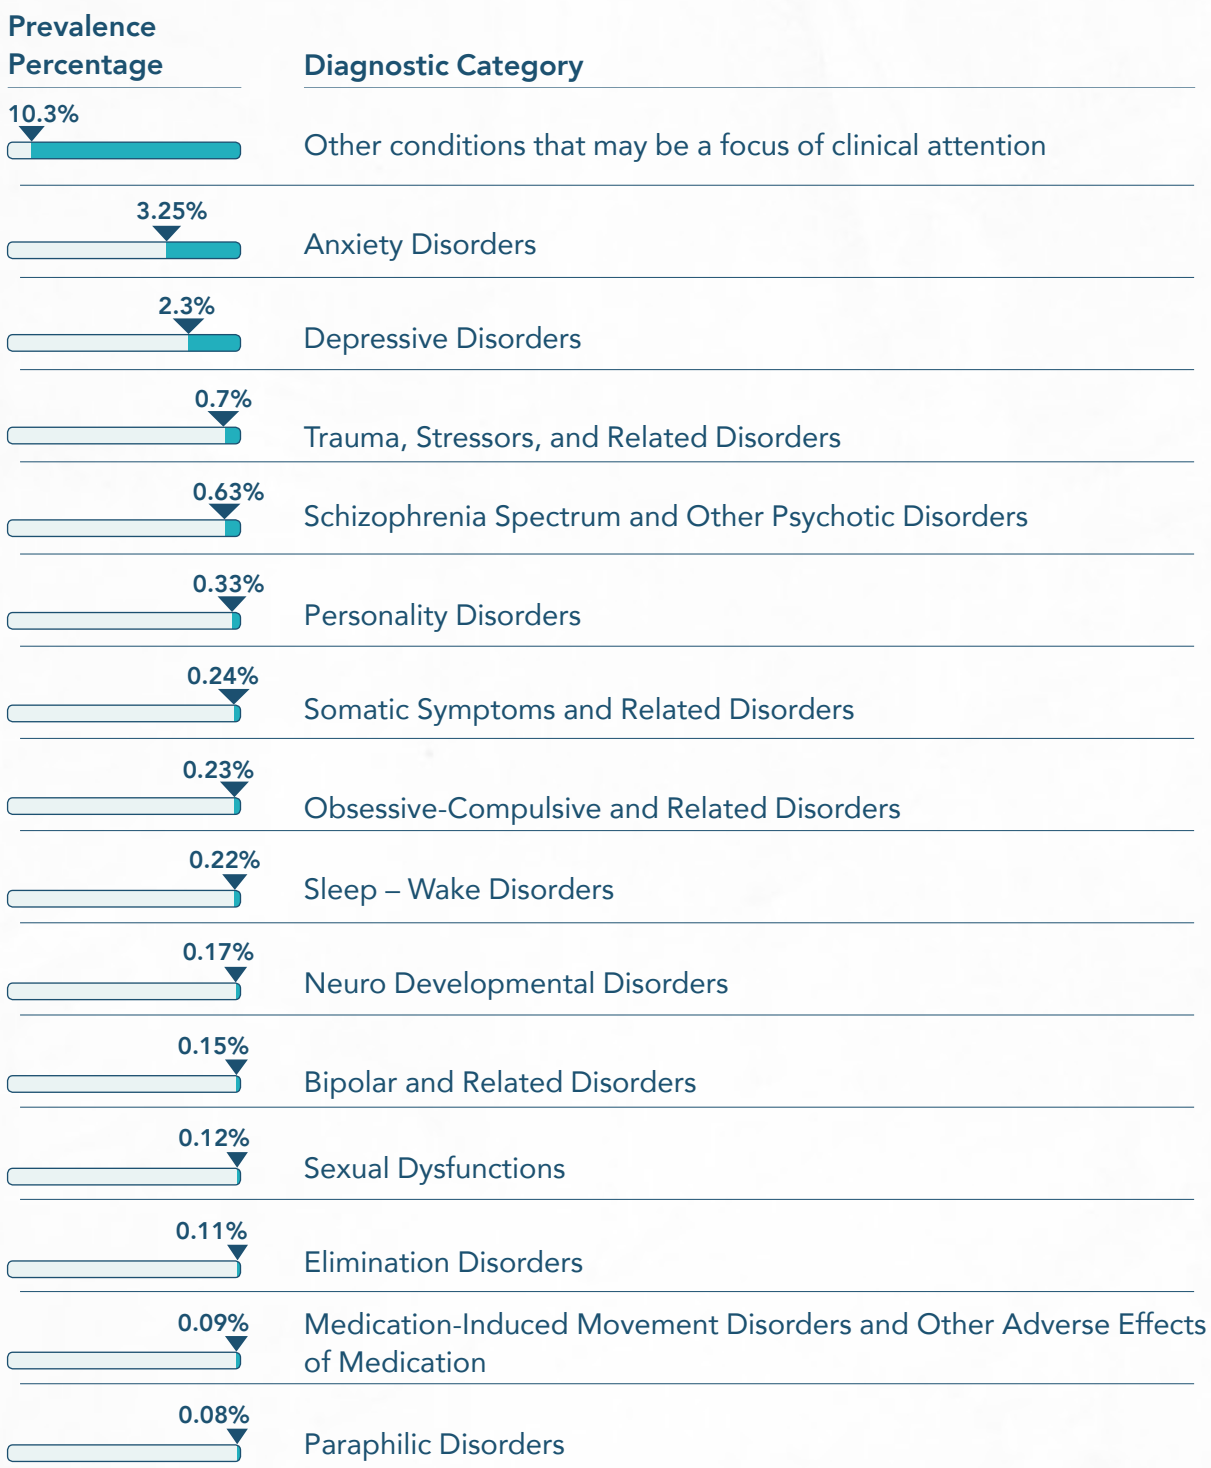 Prevalence
Percentage
Diagnostic Category
10.3%
Other conditions that may be a focus of clinical attention
3.25%
Anxiety Disorders
2.3%
Depressive Disorders
0.7%
Trauma, Stressors, and Related Disorders
0.63%
Schizophrenia Spectrum and Other Psychotic Disorders
0.33%
Personality Disorders
0.24%
Somatic Symptoms and Related Disorders
0.23%
Obsessive-Compulsive and Related Disorders
0.22%
Sleep – Wake Disorders
0.17%
Neuro Developmental Disorders
0.15%
Bipolar and Related Disorders
0.12%
Sexual Dysfunctions
0.11%
Elimination Disorders
0.09%
Medication-Induced Movement Disorders and Other Adverse Effects
of Medication
0.08%
Paraphilic Disorders